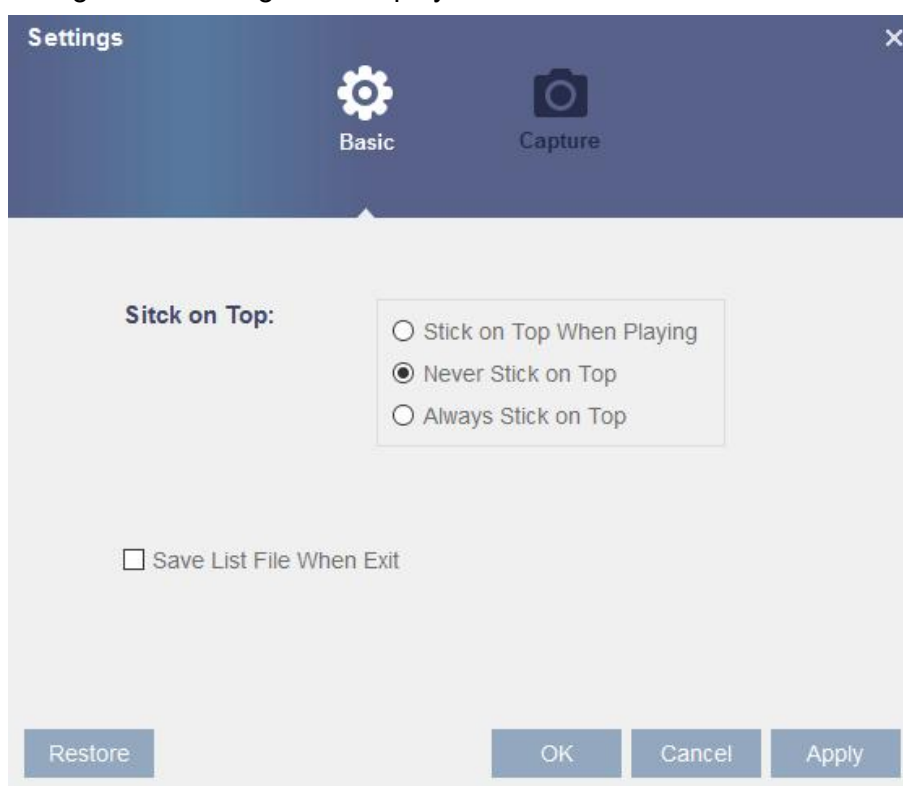 Settings
Basic
Capture
Sitck on Top:
Stick on Top When Playing
Never Stick on Top
Always Stick on Top
Save List File When Exit
Restore
OK
Cancel
Apply